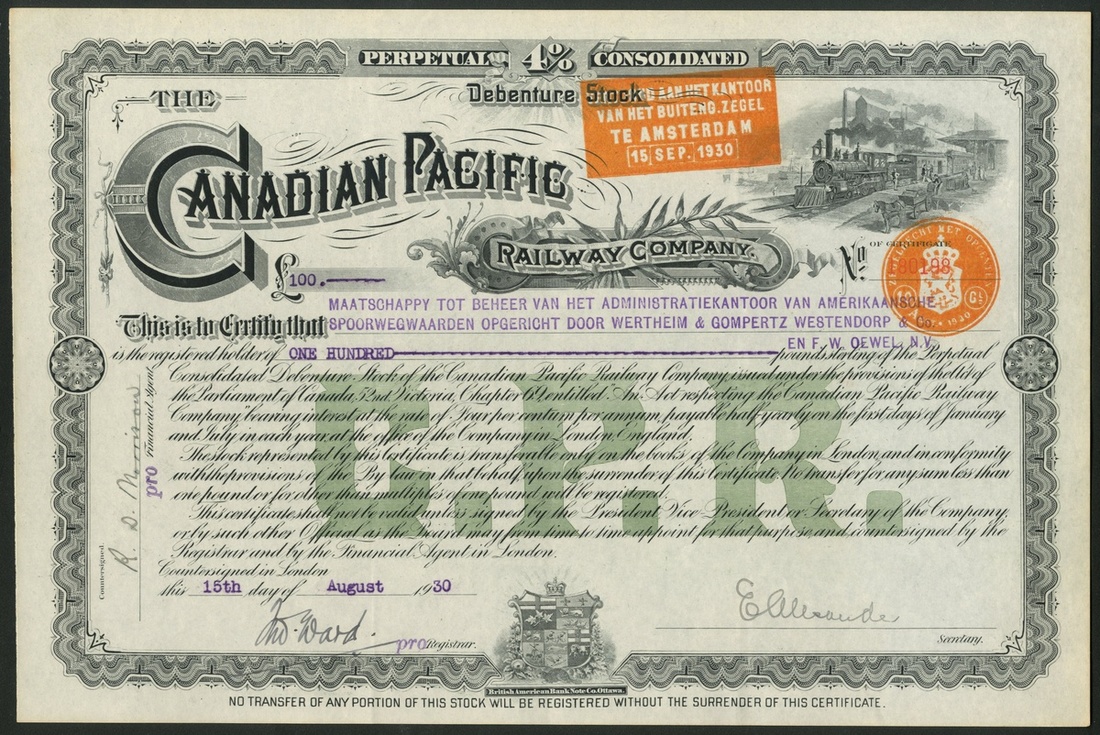 PERPETUAL 4% CONSOLIDATED
Debenture Stock
THE
CANADIAN PACIFIC
RAILWAY COMPANY.
AAN HET KANTOOR
VAN HET BUITENG. ZEGEL
TE AMSTERDAM
15 SEP. 1930
No OF CERTIFICATE
80198
£100.
MAATSCHAPPY TOT BEHEER VAN HET ADMINISTRATIEKANTOOR VAN AMERIKAANSCHE
This is to Certify that SPOORWEGWAARDEN OPGERICHT DOOR WERTHEIM & GOMPERTZ WESTENDORP & Co.
EN F. W. OEWEL, N.V.
is the registered holder of ONE HUNDRED pounds sterling of the Perpetual
Consolidated Debenture Stock of the Canadian Pacific Railway Company issued under the provisions of the Act of
the Parliament of Canada, 52nd Victoria, Chapter 69, entitled "An Act respecting the Canadian Pacific Railway
Company" bearing interest at the rate of Four per centum per annum, payable half yearly on the first days of January
and July in each year at the office of the Company in London, England.
The stock represented by this Certificate is transferable only on the books of the Company in London, and in conformity
with the provisions of the By-law in that behalf, upon the surrender of this Certificate. No transfer for any sum less than
one pound or for other than multiples of a pound will be registered.
This certificate shall not be valid unless signed by the President Vice-President or Secretary of the Company,
or by such other Official as the Board may from time to time appoint for that purpose, and countersigned by the
Registrar and by the Financial Agent in London.
C.P.R.
Countersigned in London
this 15th day of August 1930
pro Registrar.
Secretary.
Countersigned.
R. D. Morrison
pro Financial Agent
British American Bank Note Co. Ottawa.
NO TRANSFER OF ANY PORTION OF THIS STOCK WILL BE REGISTERED WITHOUT THE SURRENDER OF THIS CERTIFICATE.